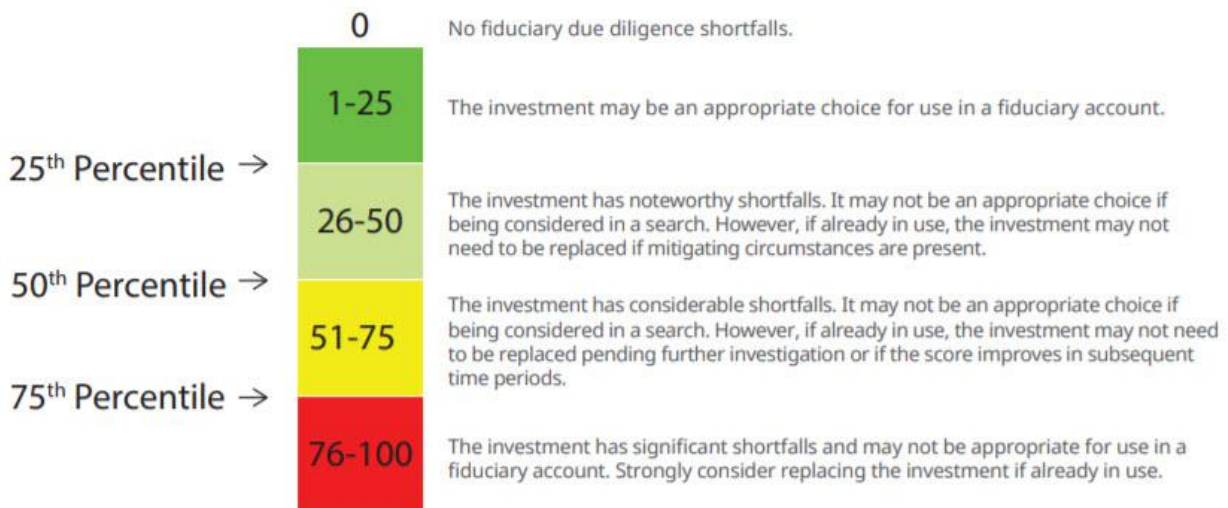 0
No fiduciary due diligence shortfalls.
1-25
The investment may be an appropriate choice for use in a fiduciary account.
25th Percentile →
26-50
The investment has noteworthy shortfalls. It may not be an appropriate choice if
being considered in a search. However, if already in use, the investment may not
need to be replaced if mitigating circumstances are present.
50th Percentile →
51-75
The investment has considerable shortfalls. It may not be an appropriate choice if
being considered in a search. However, if already in use, the investment may not need
to be replaced pending further investigation or if the score improves in subsequent
time periods.
75th Percentile →
76-100
The investment has significant shortfalls and may not be appropriate for use in a
fiduciary account. Strongly consider replacing the investment if already in use.